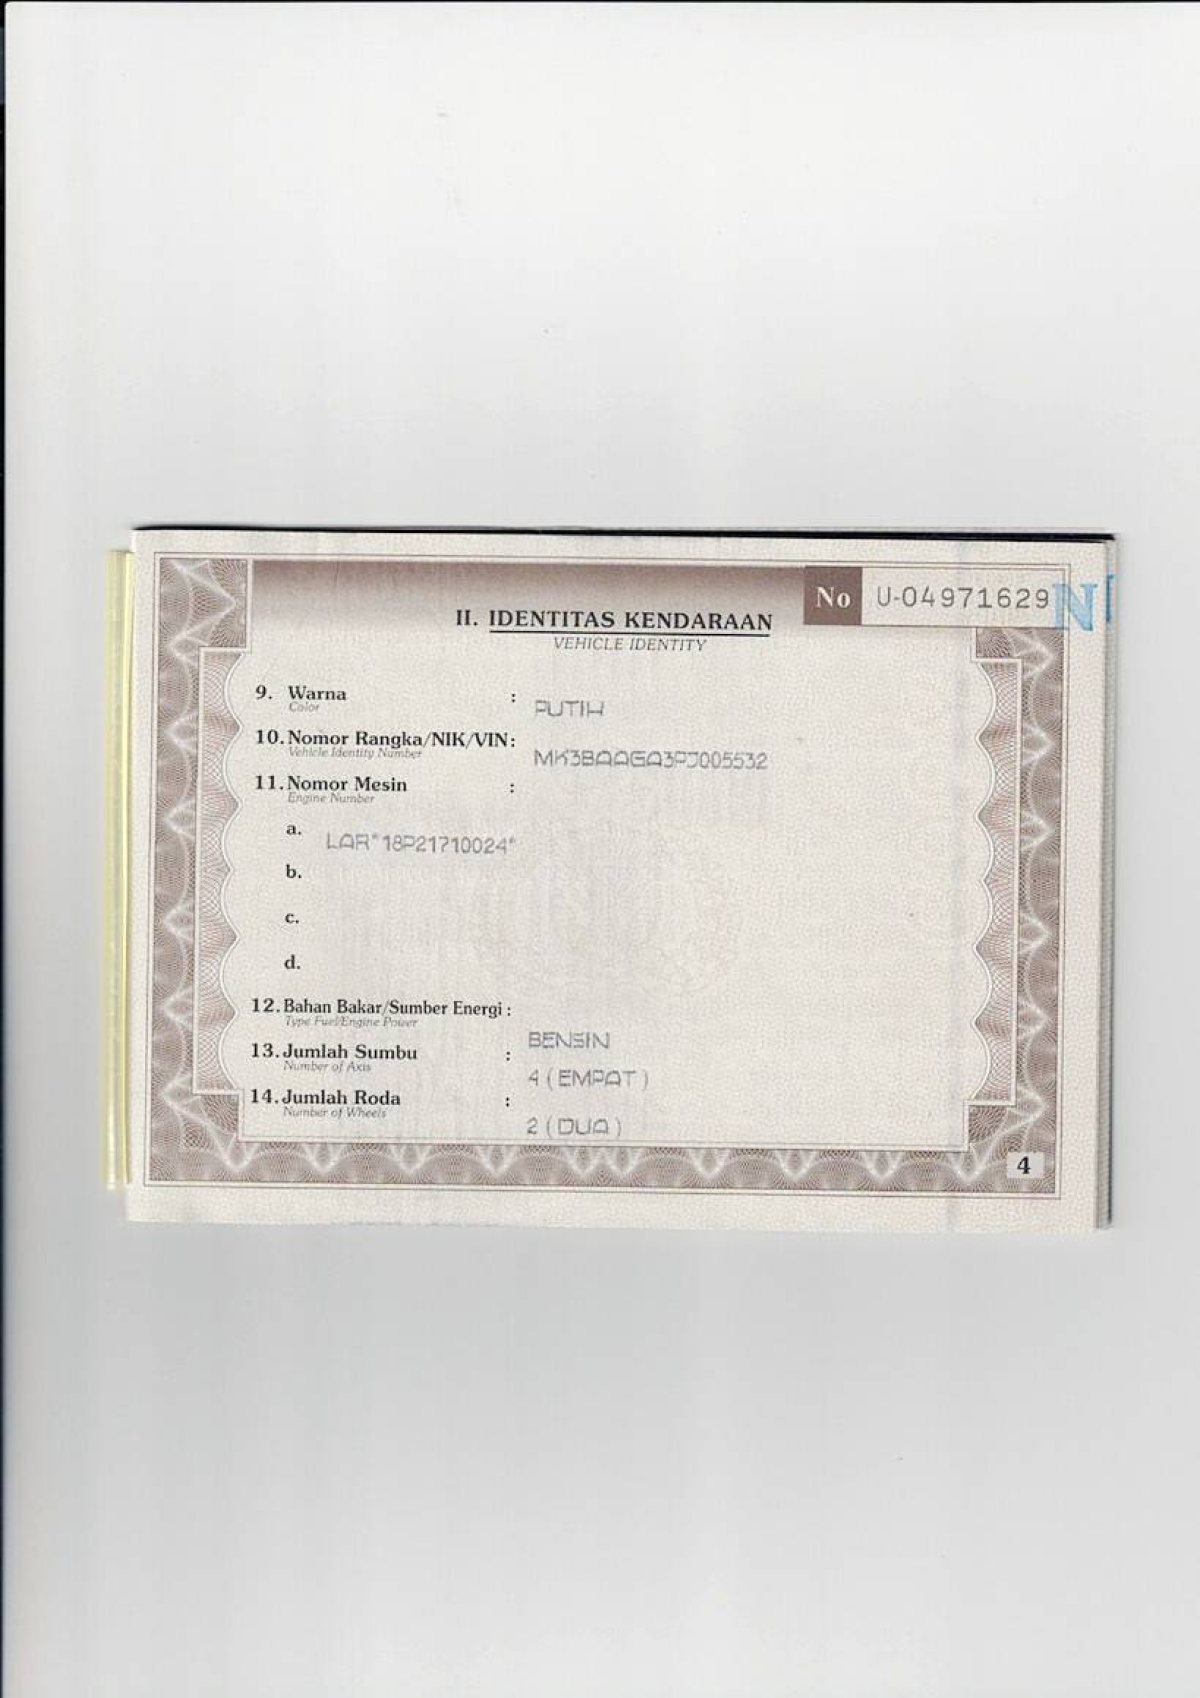 No U-04971629 N
II. IDENTITAS KENDARAAN
VEHICLE IDENTITY
9. Warna : PUTIH
Color
10. Nomor Rangka/NIK/VIN : MK3BAAGA3PJ005532
Vehicle Identity Number
11. Nomor Mesin :
Engine Number
a. LAR*18P21710024*
b.
c.
d.
12. Bahan Bakar/Sumber Energi : BENSIN
Type Fuel/Engine Power
13. Jumlah Sumbu : 4 ( EMPAT )
Number of Axis
14. Jumlah Roda : 2 ( DUA )
Number of Wheels
4